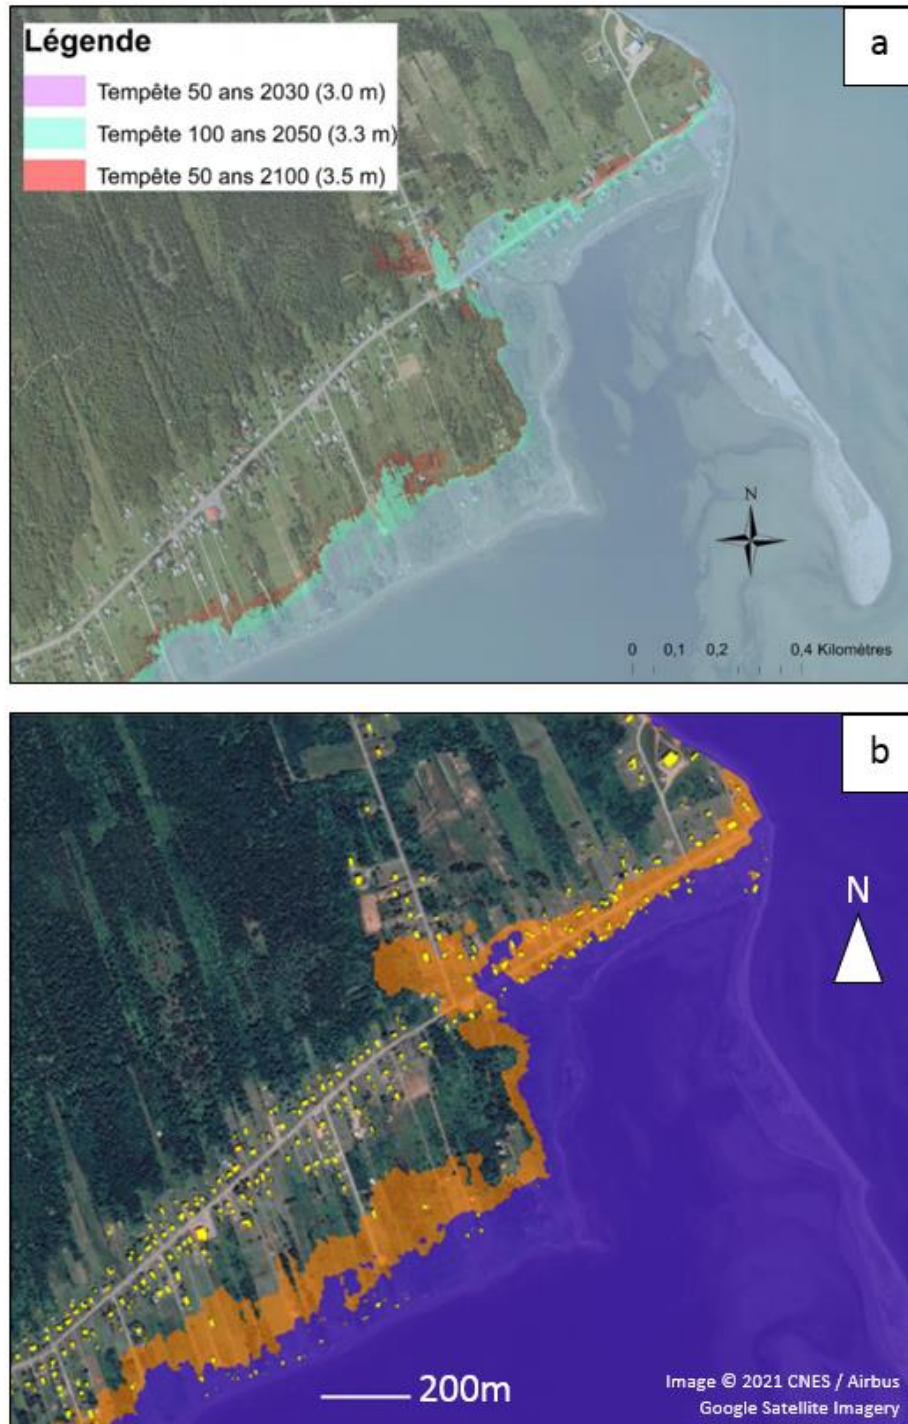 a
Légende
Tempête 50 ans 2030 (3.0 m)
Tempête 100 ans 2050 (3.3 m)
Tempête 50 ans 2100 (3.5 m)
N
0 0,1 0,2 0,4 Kilomètres
b
N
200m
Image © 2021 CNES / Airbus
Google Satellite Imagery